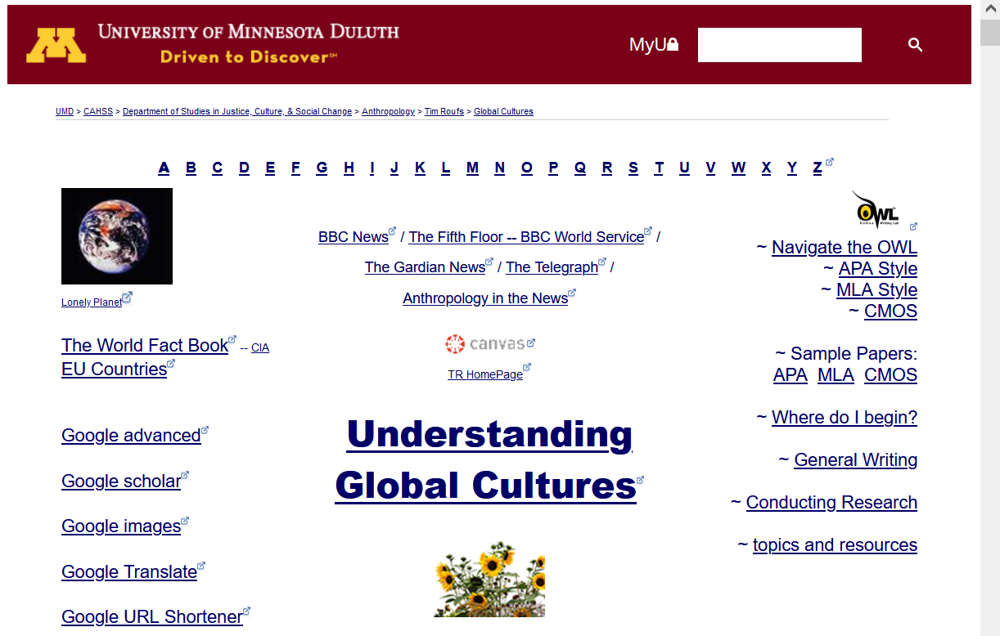 UNIVERSITY OF MINNESOTA DULUTH
Driven to Discover℠
MyU
UMD > CAHSS > Department of Studies in Justice, Culture, & Social Change > Anthropology > Tim Roufs > Global Cultures
A B C D E F G H I J K L M N O P Q R S T U V W X Y Z
Lonely Planet
The World Fact Book -- CIA
EU Countries
Google advanced
Google scholar
Google images
Google Translate
Google URL Shortener
BBC News / The Fifth Floor -- BBC World Service /
The Gardian News / The Telegraph /
Anthropology in the News
canvas
TR HomePage
Understanding
Global Cultures
OWL
Online Writing Lab
~ Navigate the OWL
~ APA Style
~ MLA Style
~ CMOS
~ Sample Papers:
APA MLA CMOS
~ Where do I begin?
~ General Writing
~ Conducting Research
~ topics and resources